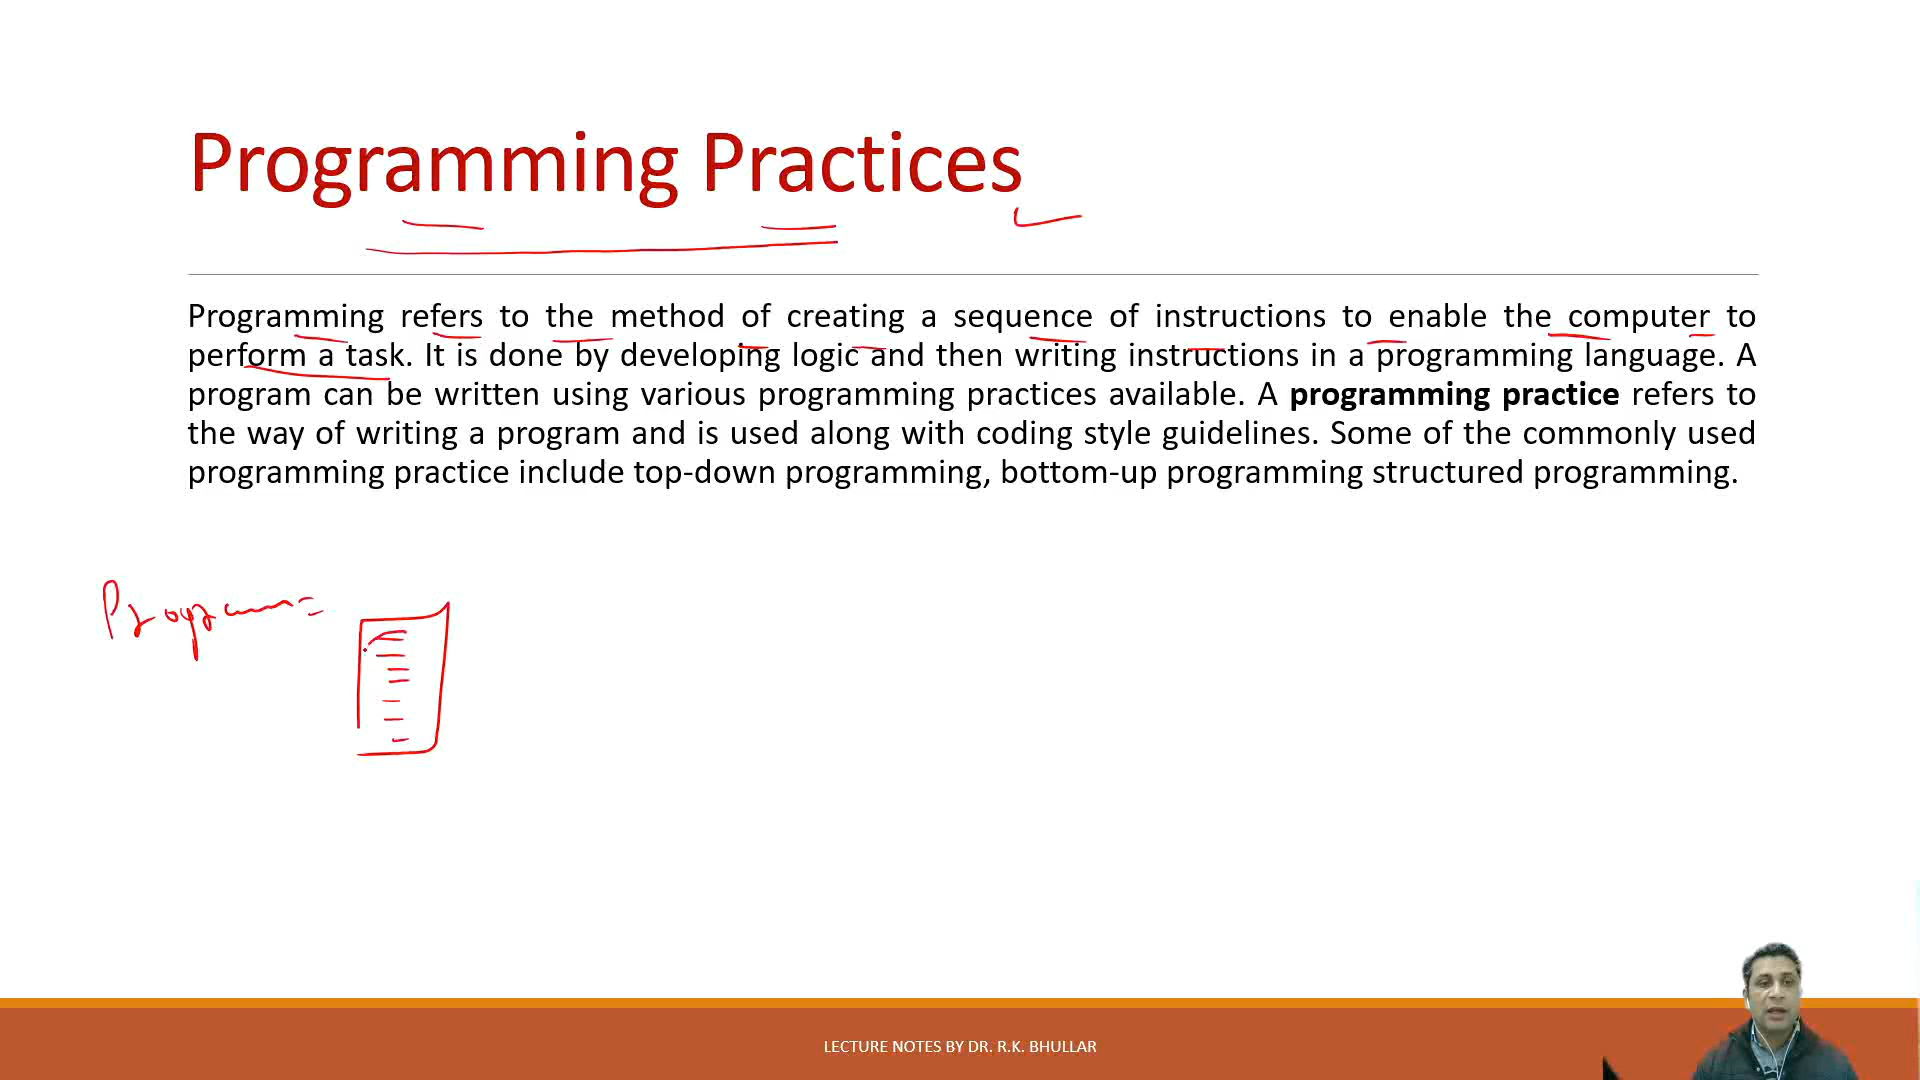 Programming Practices
Programming refers to the method of creating a sequence of instructions to enable the computer to
perform a task. It is done by developing logic and then writing instructions in a programming language. A
program can be written using various programming practices available. A programming practice refers to
the way of writing a program and is used along with coding style guidelines. Some of the commonly used
programming practice include top-down programming, bottom-up programming structured programming.
Program =
LECTURE NOTES BY DR. R.K. BHULLAR